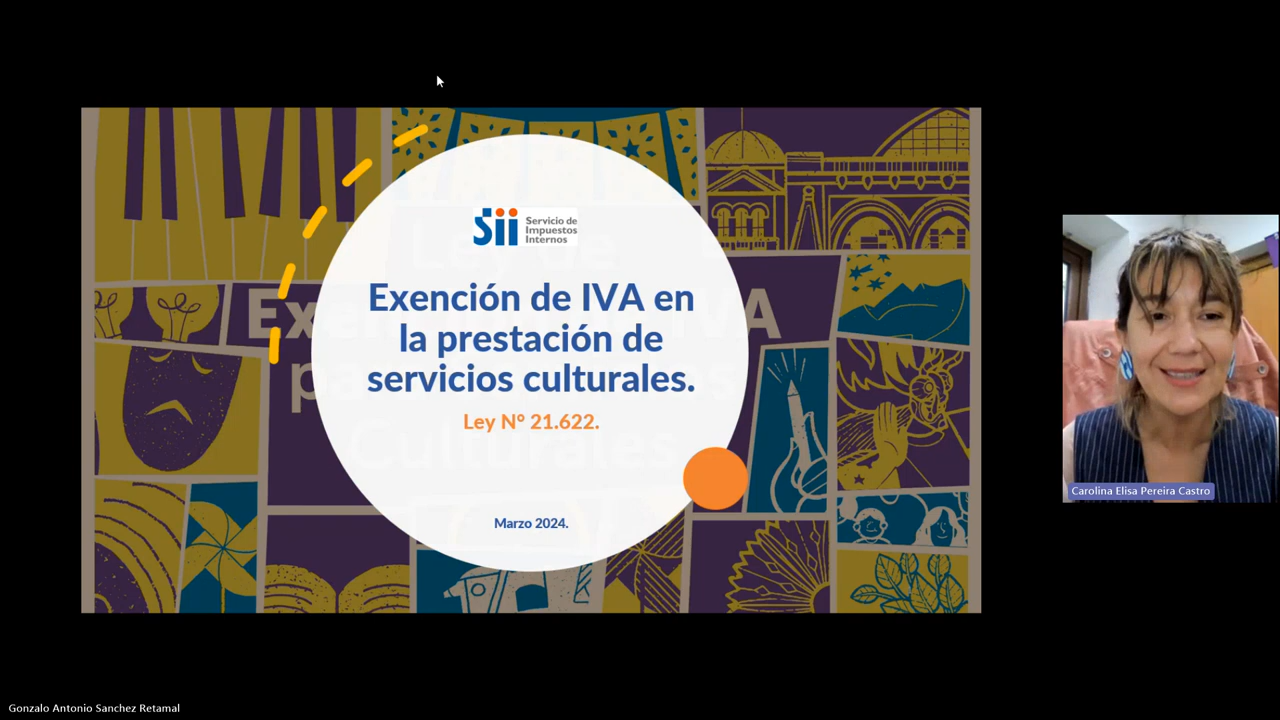 Sii Servicio de
Impuestos
Internos
Exención de IVA en
la prestación de
servicios culturales.
Ley N° 21.622.
Marzo 2024.
Carolina Elisa Pereira Castro
Gonzalo Antonio Sanchez Retamal